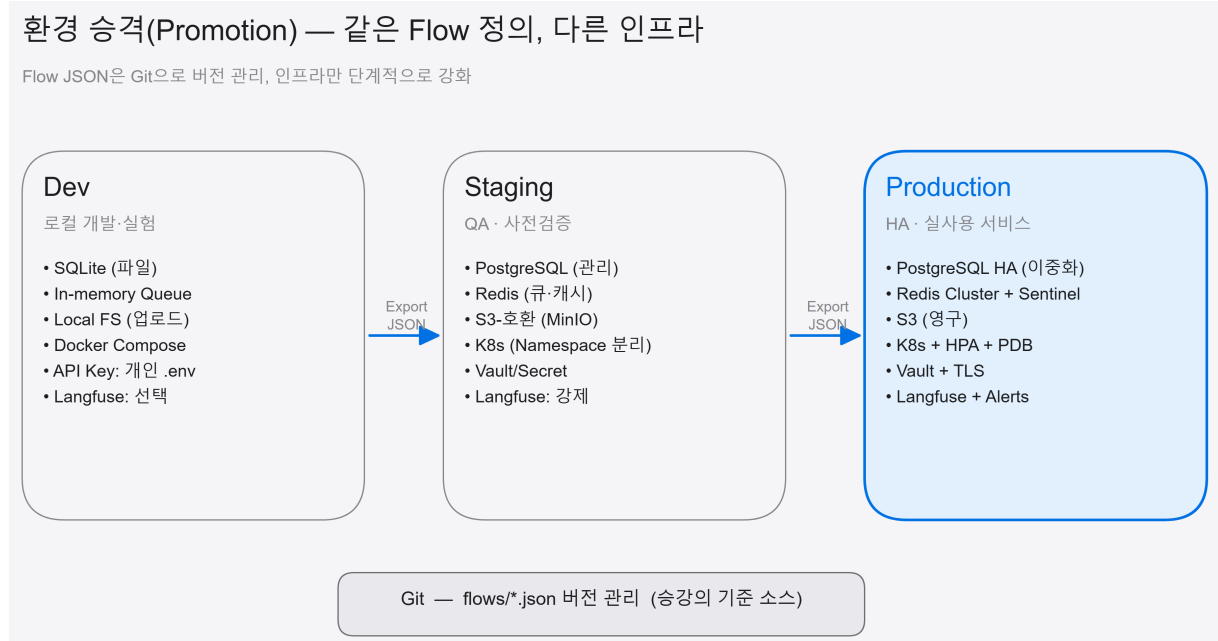 환경 승격(Promotion) — 같은 Flow 정의, 다른 인프라
Flow JSON은 Git으로 버전 관리, 인프라만 단계적으로 강화
Dev
로컬 개발·실험
• SQLite (파일)
• In-memory Queue
• Local FS (업로드)
• Docker Compose
• API Key: 개인 .env
• Langfuse: 선택
Export
JSON
Staging
QA · 사전검증
• PostgreSQL (관리)
• Redis (큐·캐시)
• S3-호환 (MinIO)
• K8s (Namespace 분리)
• Vault/Secret
• Langfuse: 강제
Export
JSON
Production
HA · 실사용 서비스
• PostgreSQL HA (이중화)
• Redis Cluster + Sentinel
• S3 (영구)
• K8s + HPA + PDB
• Vault + TLS
• Langfuse + Alerts
Git — flows/*.json 버전 관리 (승강의 기준 소스)